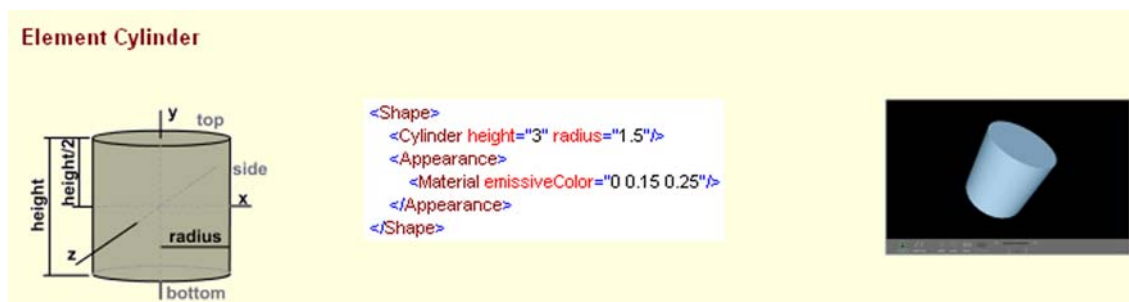 Element Cylinder
y
top
height/2
side
height
x
radius
z
bottom
<Shape>
<Cylinder height="3" radius="1.5"/>
<Appearance>
<Material emissiveColor="0 0.15 0.25"/>
</Appearance>
</Shape>